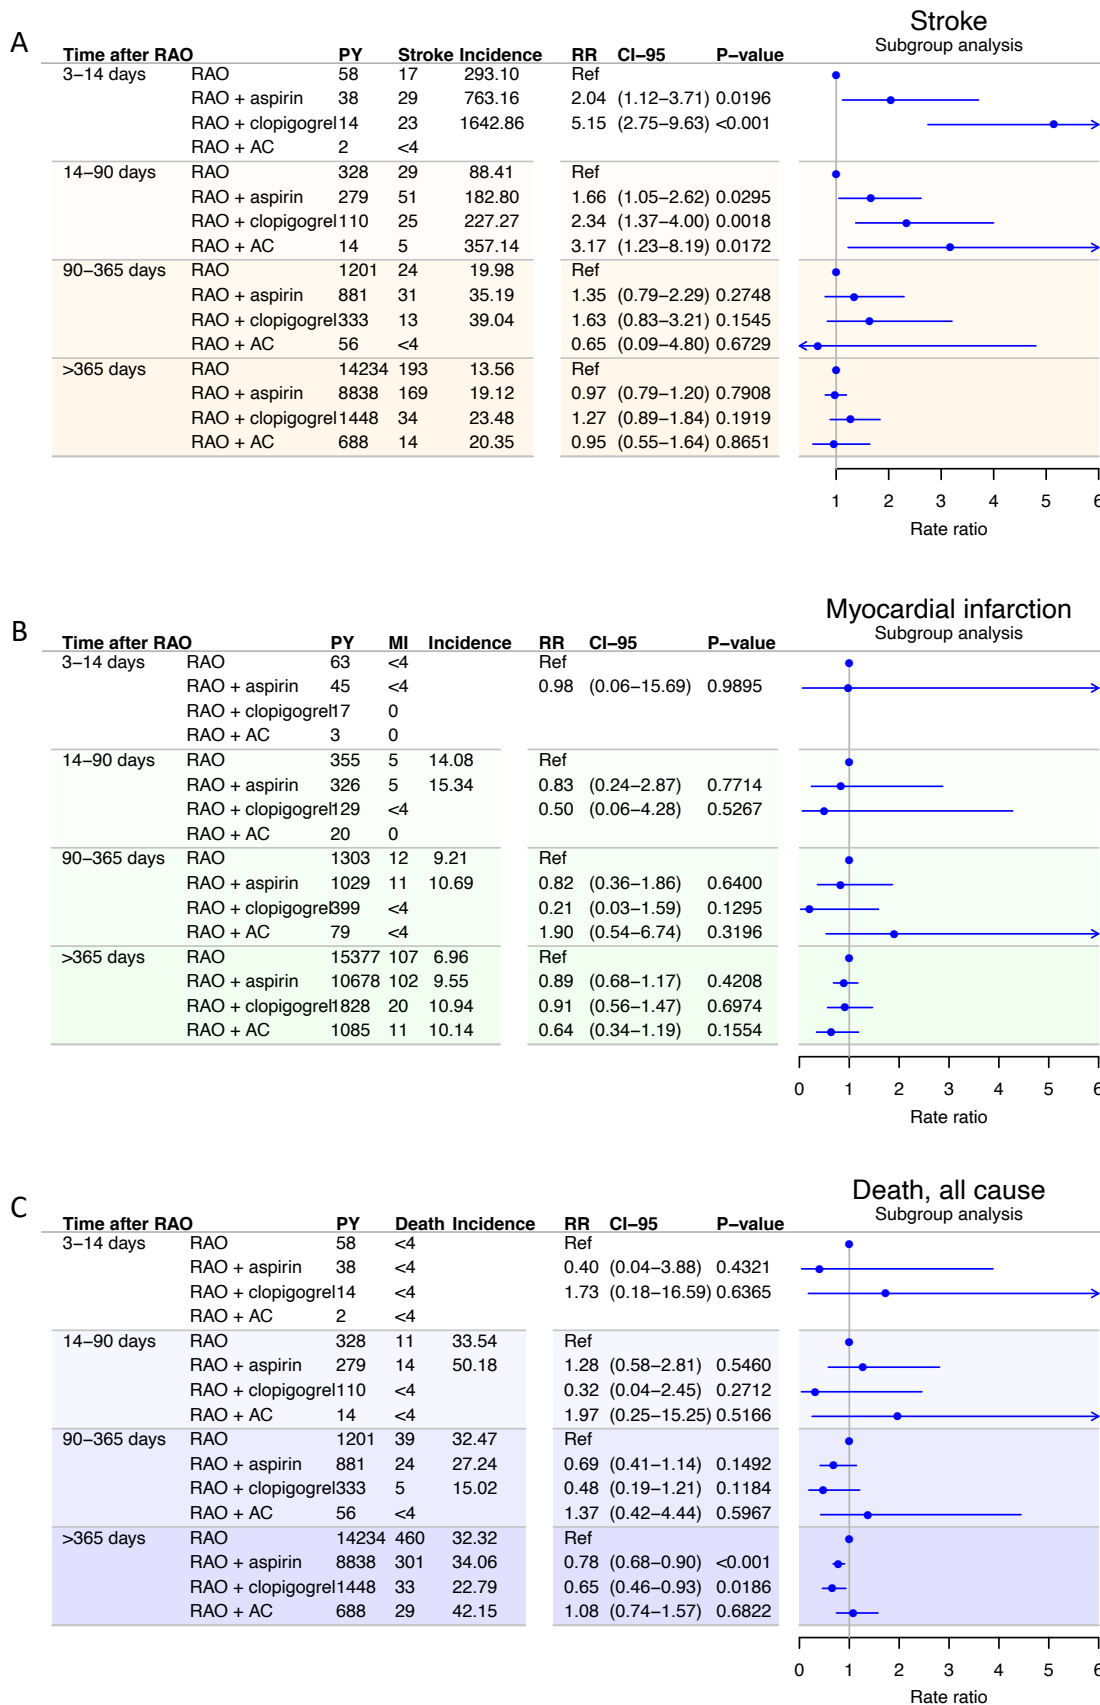 A
Stroke
Subgroup analysis
Time after RAO PY Stroke Incidence RR CI–95 P–value
3–14 days RAO 58 17 293.10 Ref
RAO + aspirin 38 29 763.16 2.04 (1.12–3.71) 0.0196
RAO + clopigogrel 14 23 1642.86 5.15 (2.75–9.63) <0.001
RAO + AC 2 <4
14–90 days RAO 328 29 88.41 Ref
RAO + aspirin 279 51 182.80 1.66 (1.05–2.62) 0.0295
RAO + clopigogrel 110 25 227.27 2.34 (1.37–4.00) 0.0018
RAO + AC 14 5 357.14 3.17 (1.23–8.19) 0.0172
90–365 days RAO 1201 24 19.98 Ref
RAO + aspirin 881 31 35.19 1.35 (0.79–2.29) 0.2748
RAO + clopigogrel 333 13 39.04 1.63 (0.83–3.21) 0.1545
RAO + AC 56 <4 0.65 (0.09–4.80) 0.6729
>365 days RAO 14234 193 13.56 Ref
RAO + aspirin 8838 169 19.12 0.97 (0.79–1.20) 0.7908
RAO + clopigogrel 1448 34 23.48 1.27 (0.89–1.84) 0.1919
RAO + AC 688 14 20.35 0.95 (0.55–1.64) 0.8651
1 2 3 4 5 6
Rate ratio
B
Myocardial infarction
Subgroup analysis
Time after RAO PY MI Incidence RR CI–95 P–value
3–14 days RAO 63 <4 Ref
RAO + aspirin 45 <4 0.98 (0.06–15.69) 0.9895
RAO + clopigogrel 17 0
RAO + AC 3 0
14–90 days RAO 355 5 14.08 Ref
RAO + aspirin 326 5 15.34 0.83 (0.24–2.87) 0.7714
RAO + clopigogrel 129 <4 0.50 (0.06–4.28) 0.5267
RAO + AC 20 0
90–365 days RAO 1303 12 9.21 Ref
RAO + aspirin 1029 11 10.69 0.82 (0.36–1.86) 0.6400
RAO + clopigogrel 399 <4 0.21 (0.03–1.59) 0.1295
RAO + AC 79 <4 1.90 (0.54–6.74) 0.3196
>365 days RAO 15377 107 6.96 Ref
RAO + aspirin 10678 102 9.55 0.89 (0.68–1.17) 0.4208
RAO + clopigogrel 1828 20 10.94 0.91 (0.56–1.47) 0.6974
RAO + AC 1085 11 10.14 0.64 (0.34–1.19) 0.1554
0 1 2 3 4 5 6
Rate ratio
C
Death, all cause
Subgroup analysis
Time after RAO PY Death Incidence RR CI–95 P–value
3–14 days RAO 58 <4 Ref
RAO + aspirin 38 <4 0.40 (0.04–3.88) 0.4321
RAO + clopigogrel 14 <4 1.73 (0.18–16.59) 0.6365
RAO + AC 2 <4
14–90 days RAO 328 11 33.54 Ref
RAO + aspirin 279 14 50.18 1.28 (0.58–2.81) 0.5460
RAO + clopigogrel 110 <4 0.32 (0.04–2.45) 0.2712
RAO + AC 14 <4 1.97 (0.25–15.25) 0.5166
90–365 days RAO 1201 39 32.47 Ref
RAO + aspirin 881 24 27.24 0.69 (0.41–1.14) 0.1492
RAO + clopigogrel 333 5 15.02 0.48 (0.19–1.21) 0.1184
RAO + AC 56 <4 1.37 (0.42–4.44) 0.5967
>365 days RAO 14234 460 32.32 Ref
RAO + aspirin 8838 301 34.06 0.78 (0.68–0.90) <0.001
RAO + clopigogrel 1448 33 22.79 0.65 (0.46–0.93) 0.0186
RAO + AC 688 29 42.15 1.08 (0.74–1.57) 0.6822
0 1 2 3 4 5 6
Rate ratio